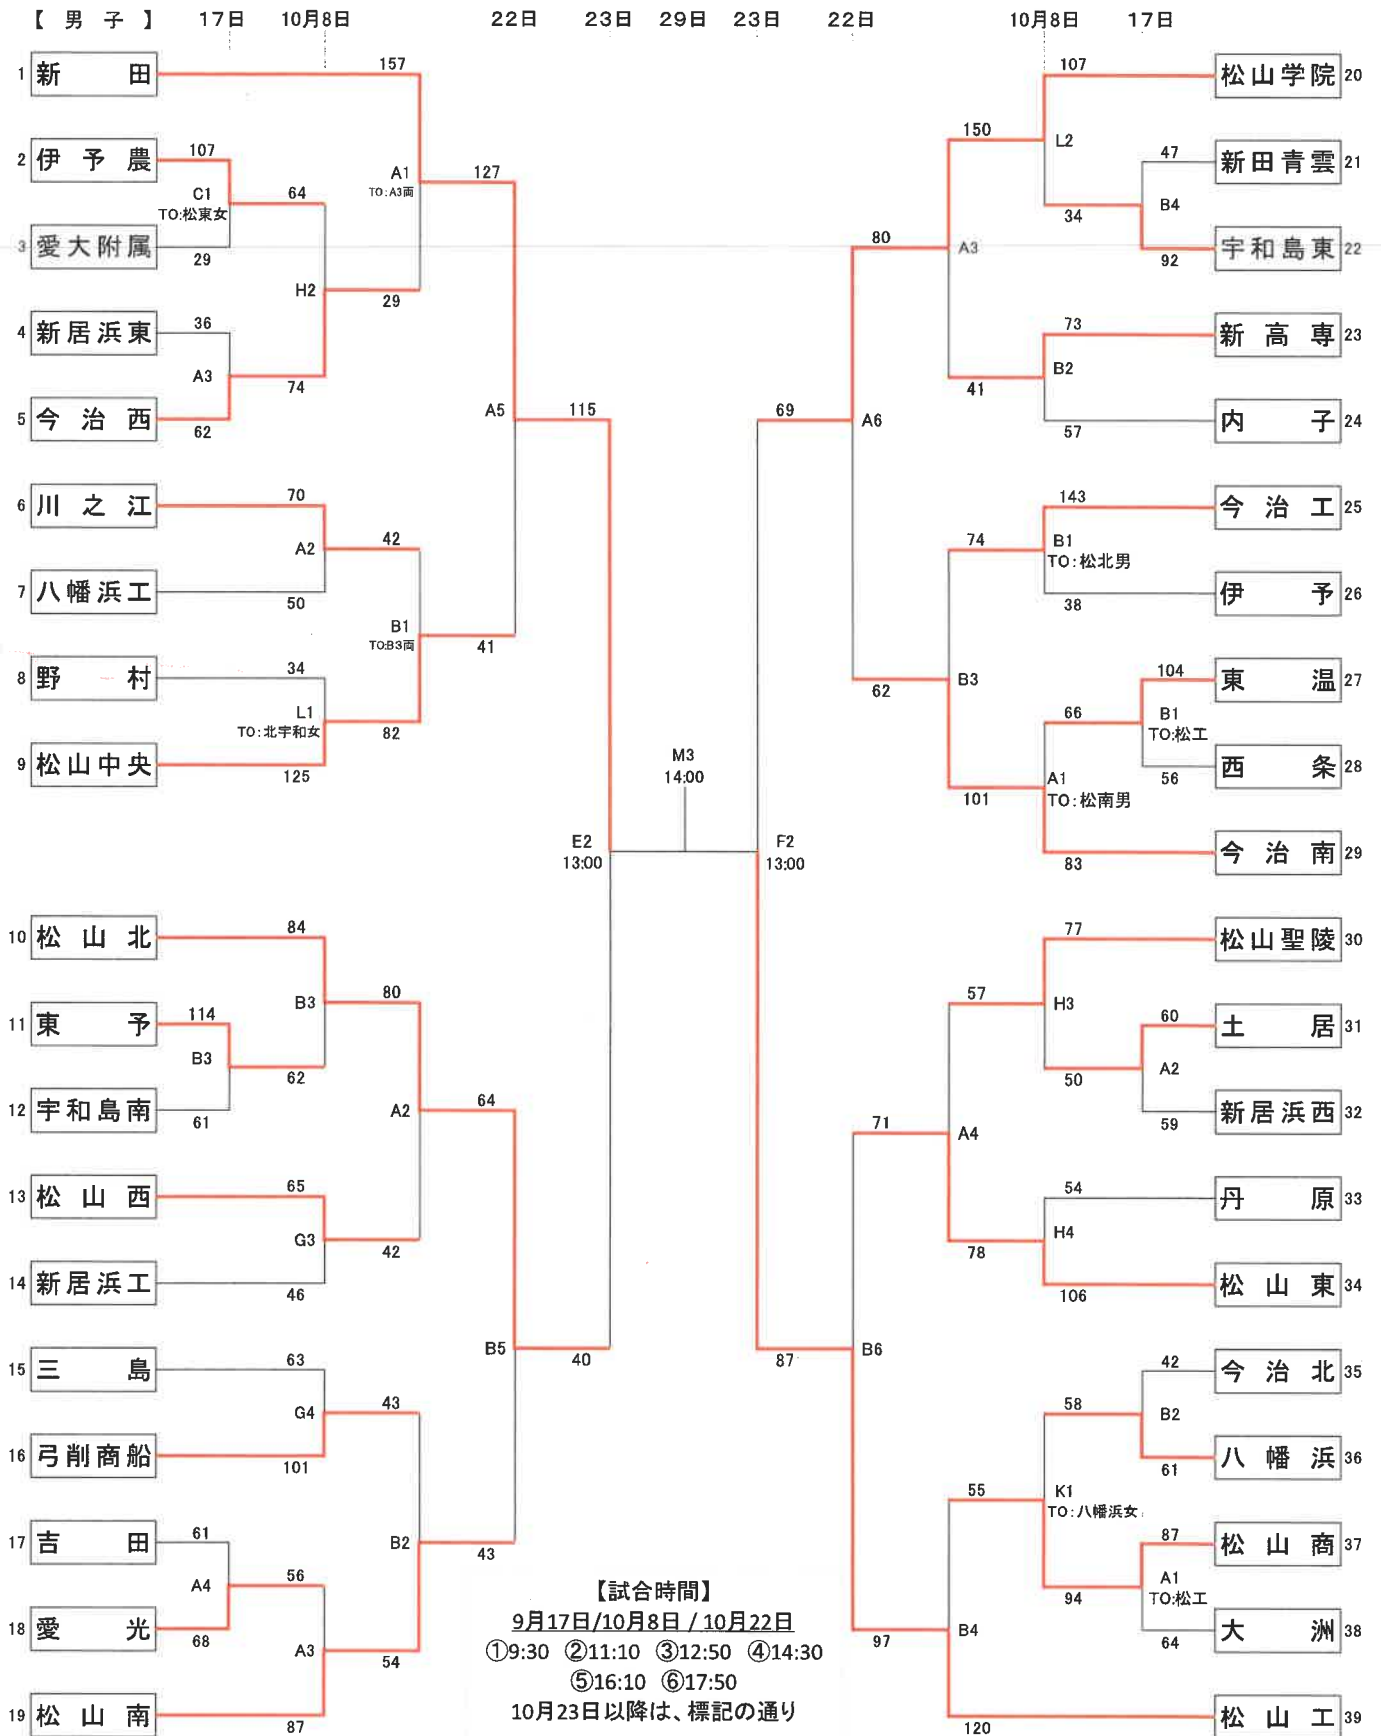 【 男 子 】 17日 10月8日 22日 23日 29日 23日 22日 10月8日 17日
1 新田 157
2 伊予農 107
C1
TO:松東女
64
3 愛大附属 29
H2
29
4 新居浜東 36
A3
74
5 今治西 62
A1
TO:A3両
127
6 川之江 70
A2
42
7 八幡浜工 50
B1
TO:B3両
41
8 野村 34
L1
TO:北宇和女
82
9 松山中央 125
A5
115
10 松山北 84
B3
80
11 東予 114
B3
62
12 宇和島南 61
A2
64
13 松山西 65
G3
42
14 新居浜工 46
B5
40
15 三島 63
G4
43
16 弓削商船 101
B2
43
17 吉田 61
A4
56
18 愛光 68
A3
54
19 松山南 87
E2
13:00
M3
14:00
F2
13:00
107 松山学院 20
150
L2
47 新田青雲 21
B4
34
92 宇和島東 22
80
A3
73 新高専 23
B2
41
57 内子 24
69
A6
143 今治工 25
74
B1
TO:松北男
38 伊予 26
62
B3
104 東温 27
66
B1
TO:松工
56 西条 28
101
A1
TO:松南男
83 今治南 29
77 松山聖陵 30
57
H3
60 土居 31
50
A2
59 新居浜西 32
71
A4
54 丹原 33
H4
78
106 松山東 34
87
B6
42 今治北 35
58
B2
61 八幡浜 36
55
K1
TO:八幡浜女
87 松山商 37
94
A1
TO:松工
64 大洲 38
97
B4
120 松山工 39
【試合時間】
9月17日/10月8日 / 10月22日
①9:30 ②11:10 ③12:50 ④14:30
⑤16:10 ⑥17:50
10月23日以降は、標記の通り